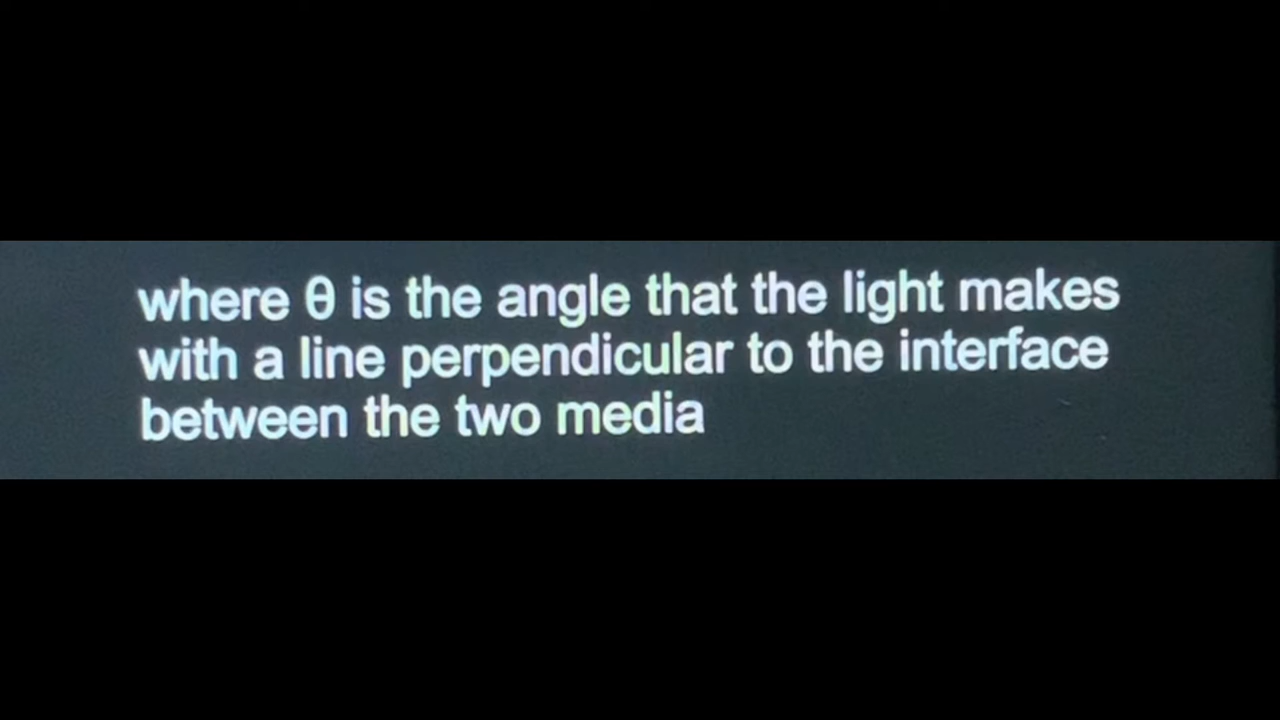 where θ is the angle that the light makes
with a line perpendicular to the interface
between the two media